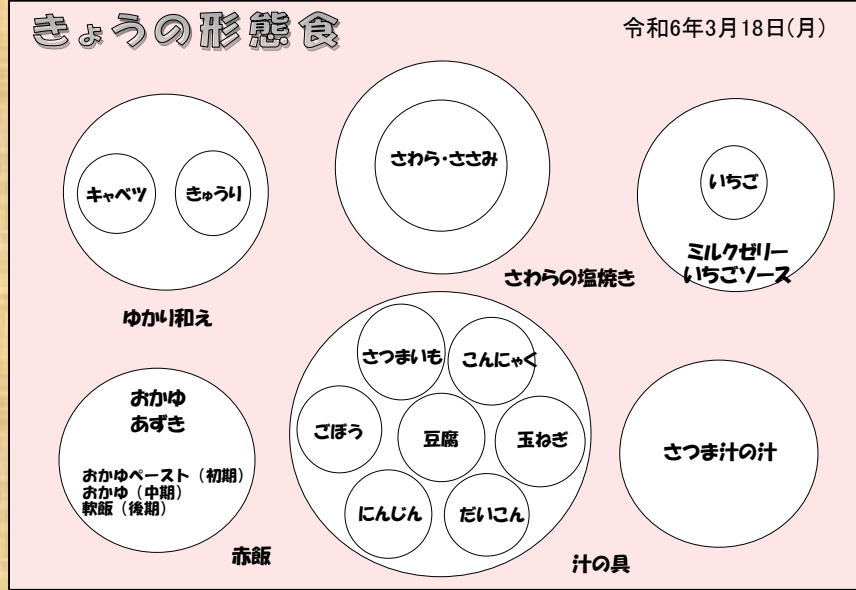 きょうの形態食
令和6年3月18日(月)
キャベツ
きゅうり
ゆかり和え
さわら・ささみ
さわらの塩焼き
いちご
ミルクゼリー
いちごソース
おかゆ
あずき
おかゆペースト（初期）
おかゆ（中期）
軟飯（後期）
赤飯
さつまいも
こんにゃく
ごぼう
豆腐
玉ねぎ
にんじん
だいこん
汁の具
さつま汁の汁